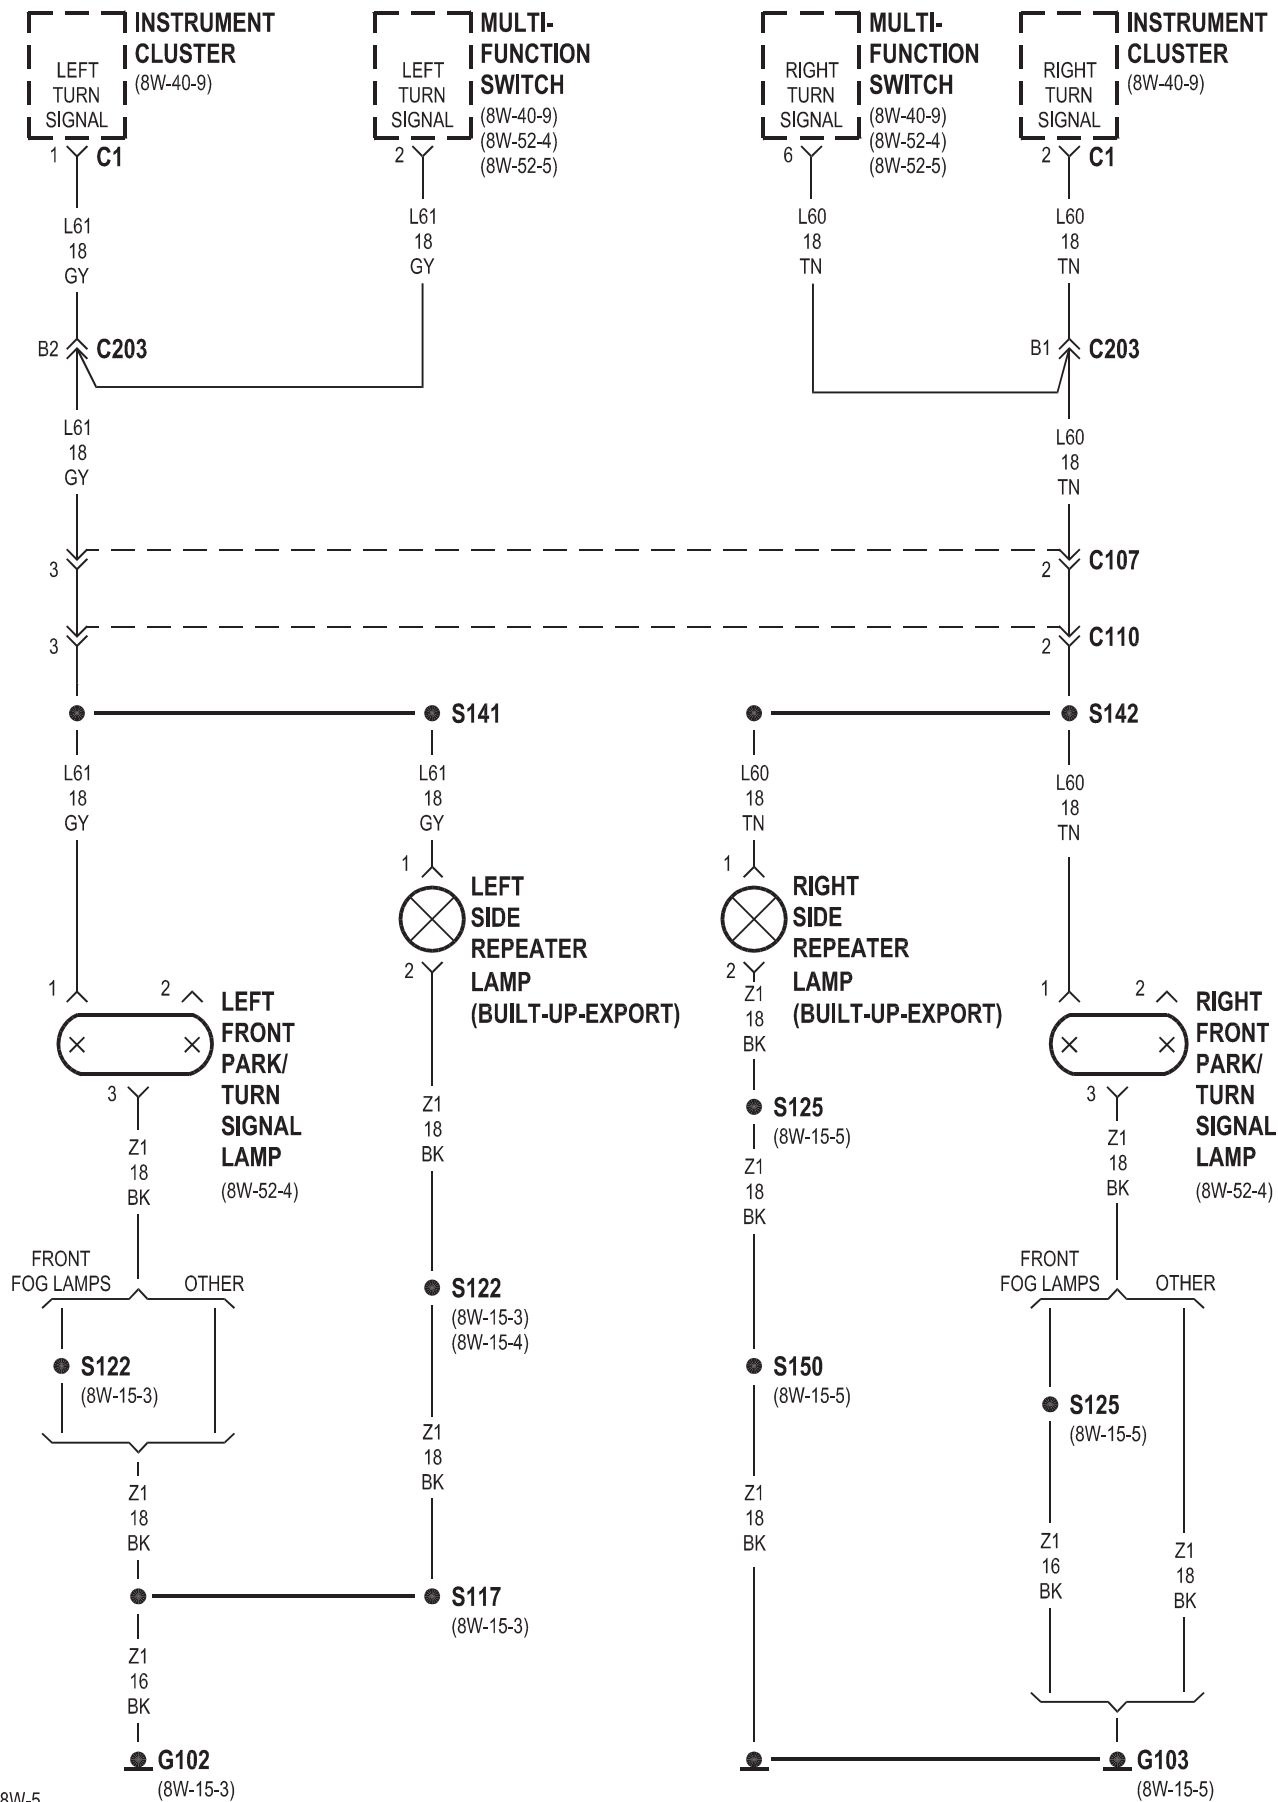 INSTRUMENT
CLUSTER
(8W-40-9)
LEFT
TURN
SIGNAL
1
C1
MULTI-
FUNCTION
SWITCH
(8W-40-9)
(8W-52-4)
(8W-52-5)
LEFT
TURN
SIGNAL
2
MULTI-
FUNCTION
SWITCH
(8W-40-9)
(8W-52-4)
(8W-52-5)
RIGHT
TURN
SIGNAL
6
INSTRUMENT
CLUSTER
(8W-40-9)
RIGHT
TURN
SIGNAL
2
C1
L61
18
GY
L61
18
GY
L60
18
TN
L60
18
TN
B2
C203
B1
C203
L61
18
GY
L60
18
TN
3
2
C107
3
2
C110
S141
S142
L61
18
GY
L61
18
GY
L60
18
TN
L60
18
TN
1
LEFT
SIDE
REPEATER
LAMP
(BUILT-UP-EXPORT)
2
1
RIGHT
SIDE
REPEATER
LAMP
(BUILT-UP-EXPORT)
2
1
2
LEFT
FRONT
PARK/
TURN
SIGNAL
LAMP
(8W-52-4)
3
Z1
18
BK
1
2
RIGHT
FRONT
PARK/
TURN
SIGNAL
LAMP
(8W-52-4)
3
Z1
18
BK
Z1
18
BK
S125
(8W-15-5)
Z1
18
BK
Z1
18
BK
FRONT
FOG LAMPS
OTHER
S122
(8W-15-3)
(8W-15-4)
FRONT
FOG LAMPS
OTHER
S122
(8W-15-3)
S150
(8W-15-5)
S125
(8W-15-5)
Z1
18
BK
Z1
18
BK
Z1
18
BK
Z1
16
BK
Z1
18
BK
S117
(8W-15-3)
Z1
16
BK
G102
(8W-15-3)
G103
(8W-15-5)
8W-5